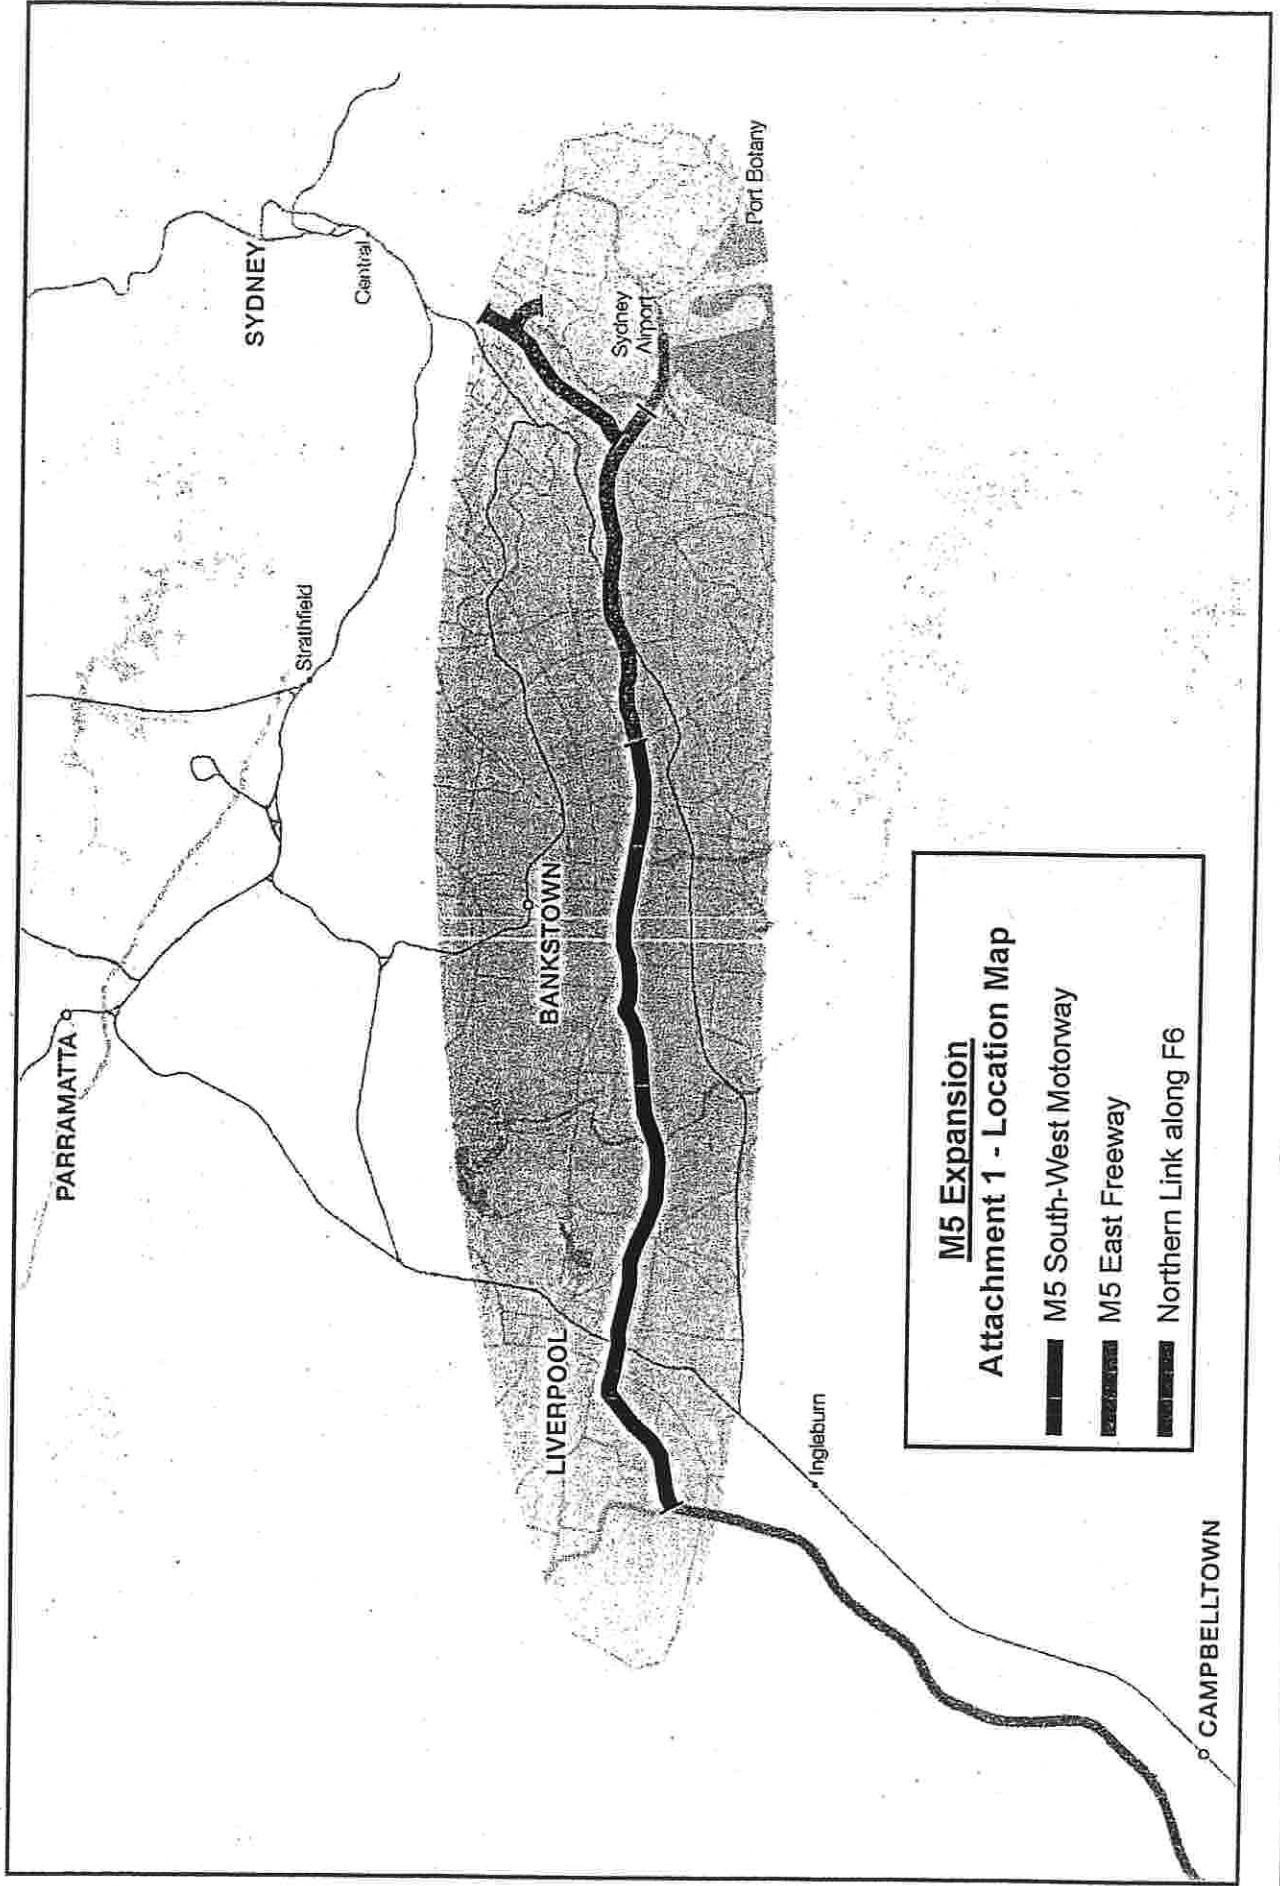 PARRAMATTA
SYDNEY
Central
Strathfield
BANKSTOWN
LIVERPOOL
Sydney
Airport
Port Botany
Ingleburn
CAMPBELLTOWN
M5 Expansion
Attachment 1 - Location Map
M5 South-West Motorway
M5 East Freeway
Northern Link along F6